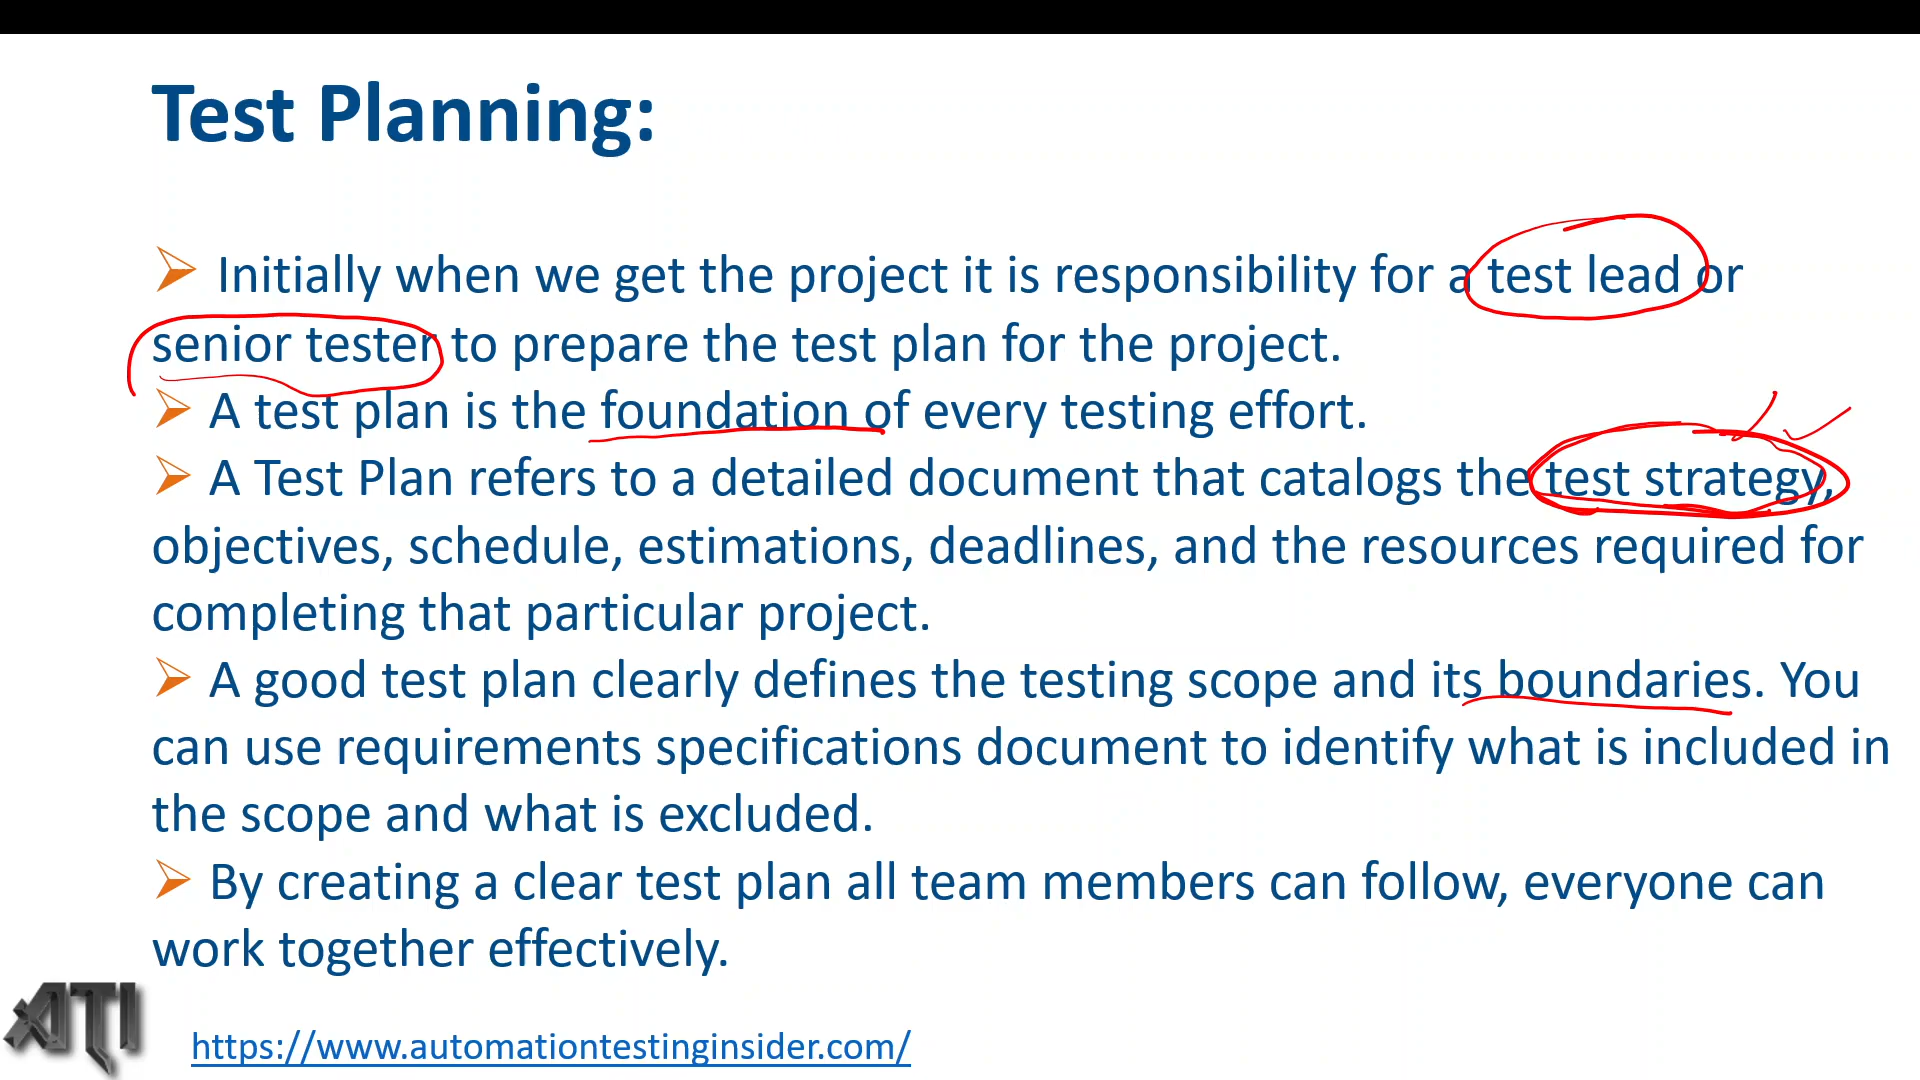 Test Planning:
➢ Initially when we get the project it is responsibility for a test lead or
senior tester to prepare the test plan for the project.
➢ A test plan is the foundation of every testing effort.
➢ A Test Plan refers to a detailed document that catalogs the test strategy,
objectives, schedule, estimations, deadlines, and the resources required for
completing that particular project.
➢ A good test plan clearly defines the testing scope and its boundaries. You
can use requirements specifications document to identify what is included in
the scope and what is excluded.
➢ By creating a clear test plan all team members can follow, everyone can
work together effectively.
ATI
https://www.automationtestinginsider.com/